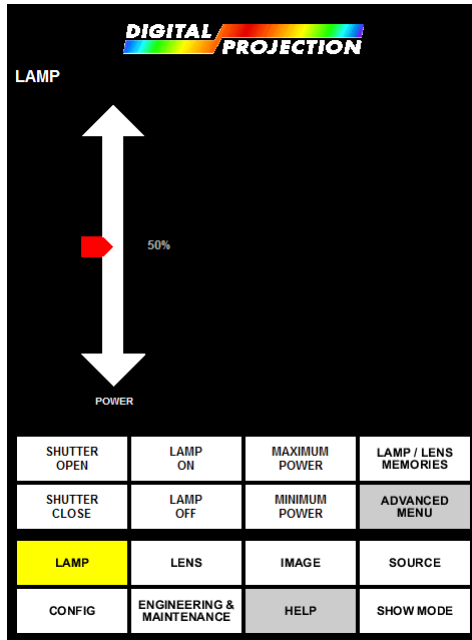 DIGITAL
PROJECTION
LAMP
50%
POWER
SHUTTER
OPEN
LAMP
ON
MAXIMUM
POWER
LAMP / LENS
MEMORIES
SHUTTER
CLOSE
LAMP
OFF
MINIMUM
POWER
ADVANCED
MENU
LAMP
LENS
IMAGE
SOURCE
CONFIG
ENGINEERING &
MAINTENANCE
HELP
SHOW MODE